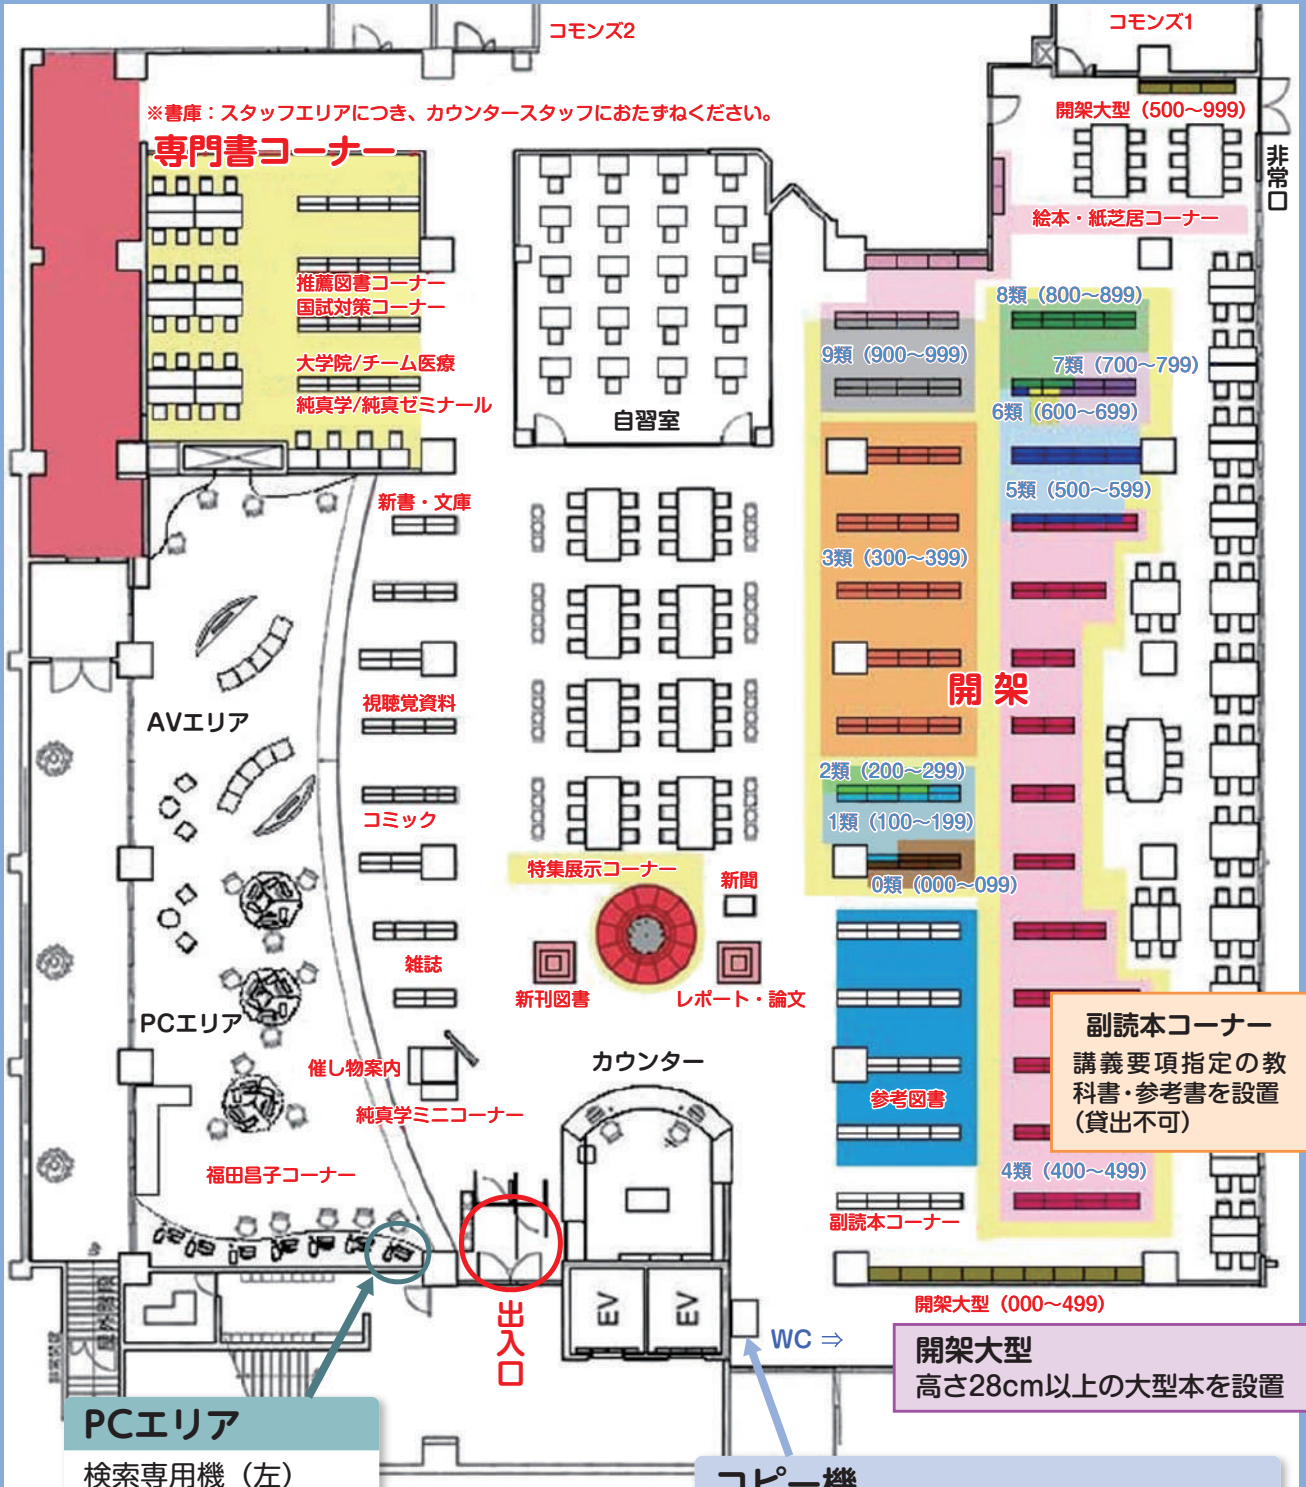 コモンズ2
コモンズ1
開架大型（500～999）
※書庫：スタッフエリアにつき、カウンタースタッフにおたずねください。
専門書コーナー
非常口
絵本・紙芝居コーナー
推薦図書コーナー
国試対策コーナー
大学院/チーム医療
純真学/純真ゼミナール
自習室
8類（800～899）
9類（900～999）
7類（700～799）
6類（600～699）
5類（500～599）
新書・文庫
3類（300～399）
開架
視聴覚資料
AVエリア
2類（200～299）
コミック
1類（100～199）
特集展示コーナー
新聞
0類（000～099）
雑誌
新刊図書
レポート・論文
PCエリア
カウンター
副読本コーナー
講義要項指定の教
科書・参考書を設置
（貸出不可）
催し物案内
純真学ミニコーナー
参考図書
福田昌子コーナー
4類（400～499）
副読本コーナー
出入口
EV
EV
開架大型（000～499）
WC ⇒
開架大型
高さ28cm以上の大型本を設置
PCエリア
検索専用機（左）
コピー機